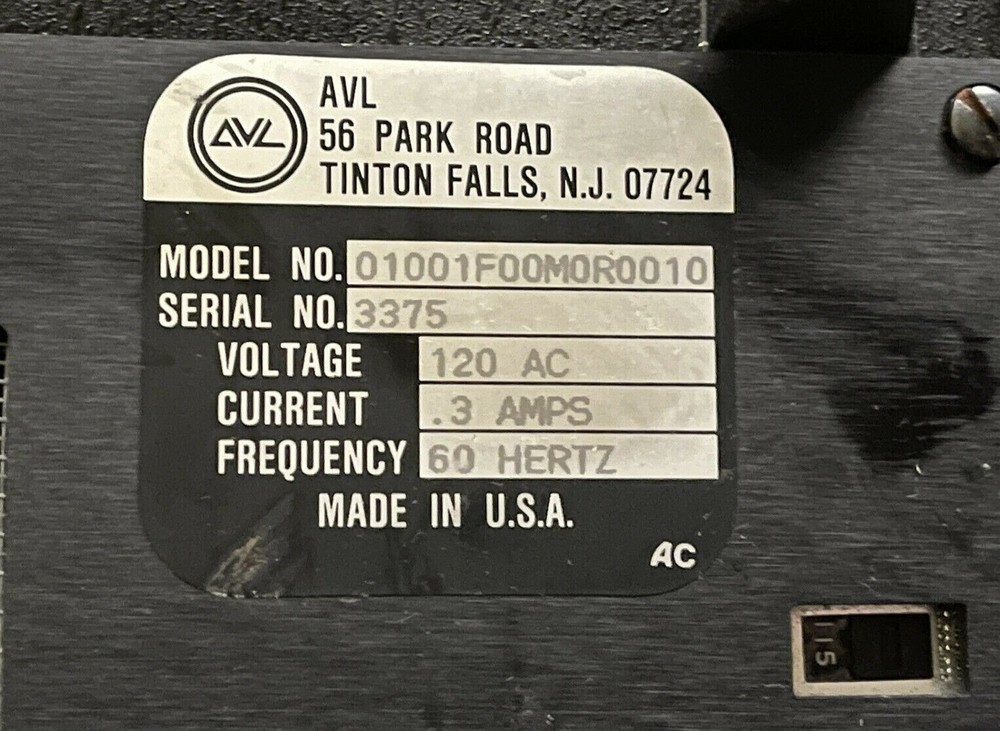 AVL
AVL
56 PARK ROAD
TINTON FALLS, N.J. 07724
MODEL NO. 01001F00M0R0010
SERIAL NO. 3375
VOLTAGE 120 AC
CURRENT .3 AMPS
FREQUENCY 60 HERTZ
MADE IN U.S.A.
AC
115